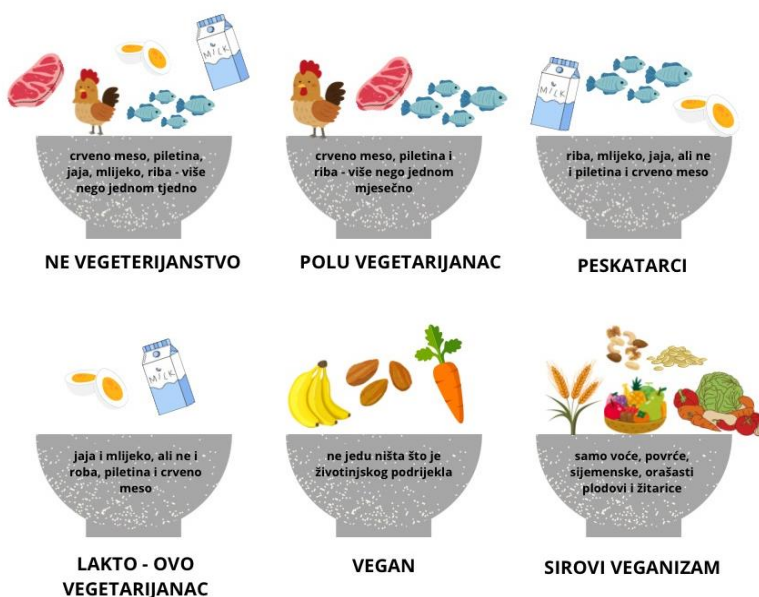 MILK
MILK
MILK
crveno meso, piletina,
jaja, mlijeko, riba - više
nego jednom tjedno
crveno meso, piletina i
riba - više nego jednom
mjesečno
riba, mlijeko, jaja, ali ne
i piletina i crveno meso
NE VEGETERIJANSTVO
POLU VEGETARIJANAC
PESKATARCI
MILK
jaja i mlijeko, ali ne i
roba, piletina i crveno
meso
ne jedu ništa što je
životinjskog podrijekla
samo voće, povrće,
sijemenske, orašasti
plodovi i žitarice
LAKTO - OVO
VEGETARIJANAC
VEGAN
SIROVI VEGANIZAM